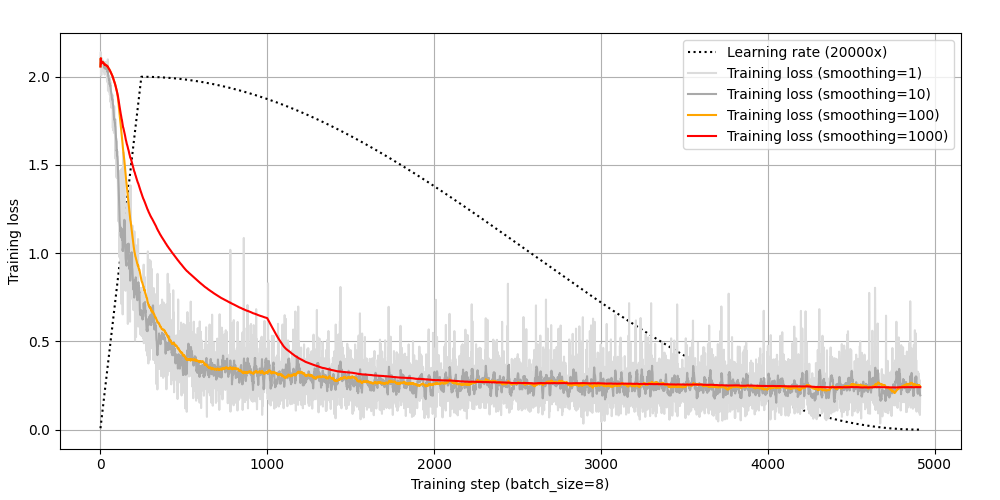 Learning rate (20000x)
Training loss (smoothing=1)
Training loss (smoothing=10)
Training loss (smoothing=100)
Training loss (smoothing=1000)
Training loss
2.0
1.5
1.0
0.5
0.0
0 1000 2000 3000 4000 5000
Training step (batch_size=8)